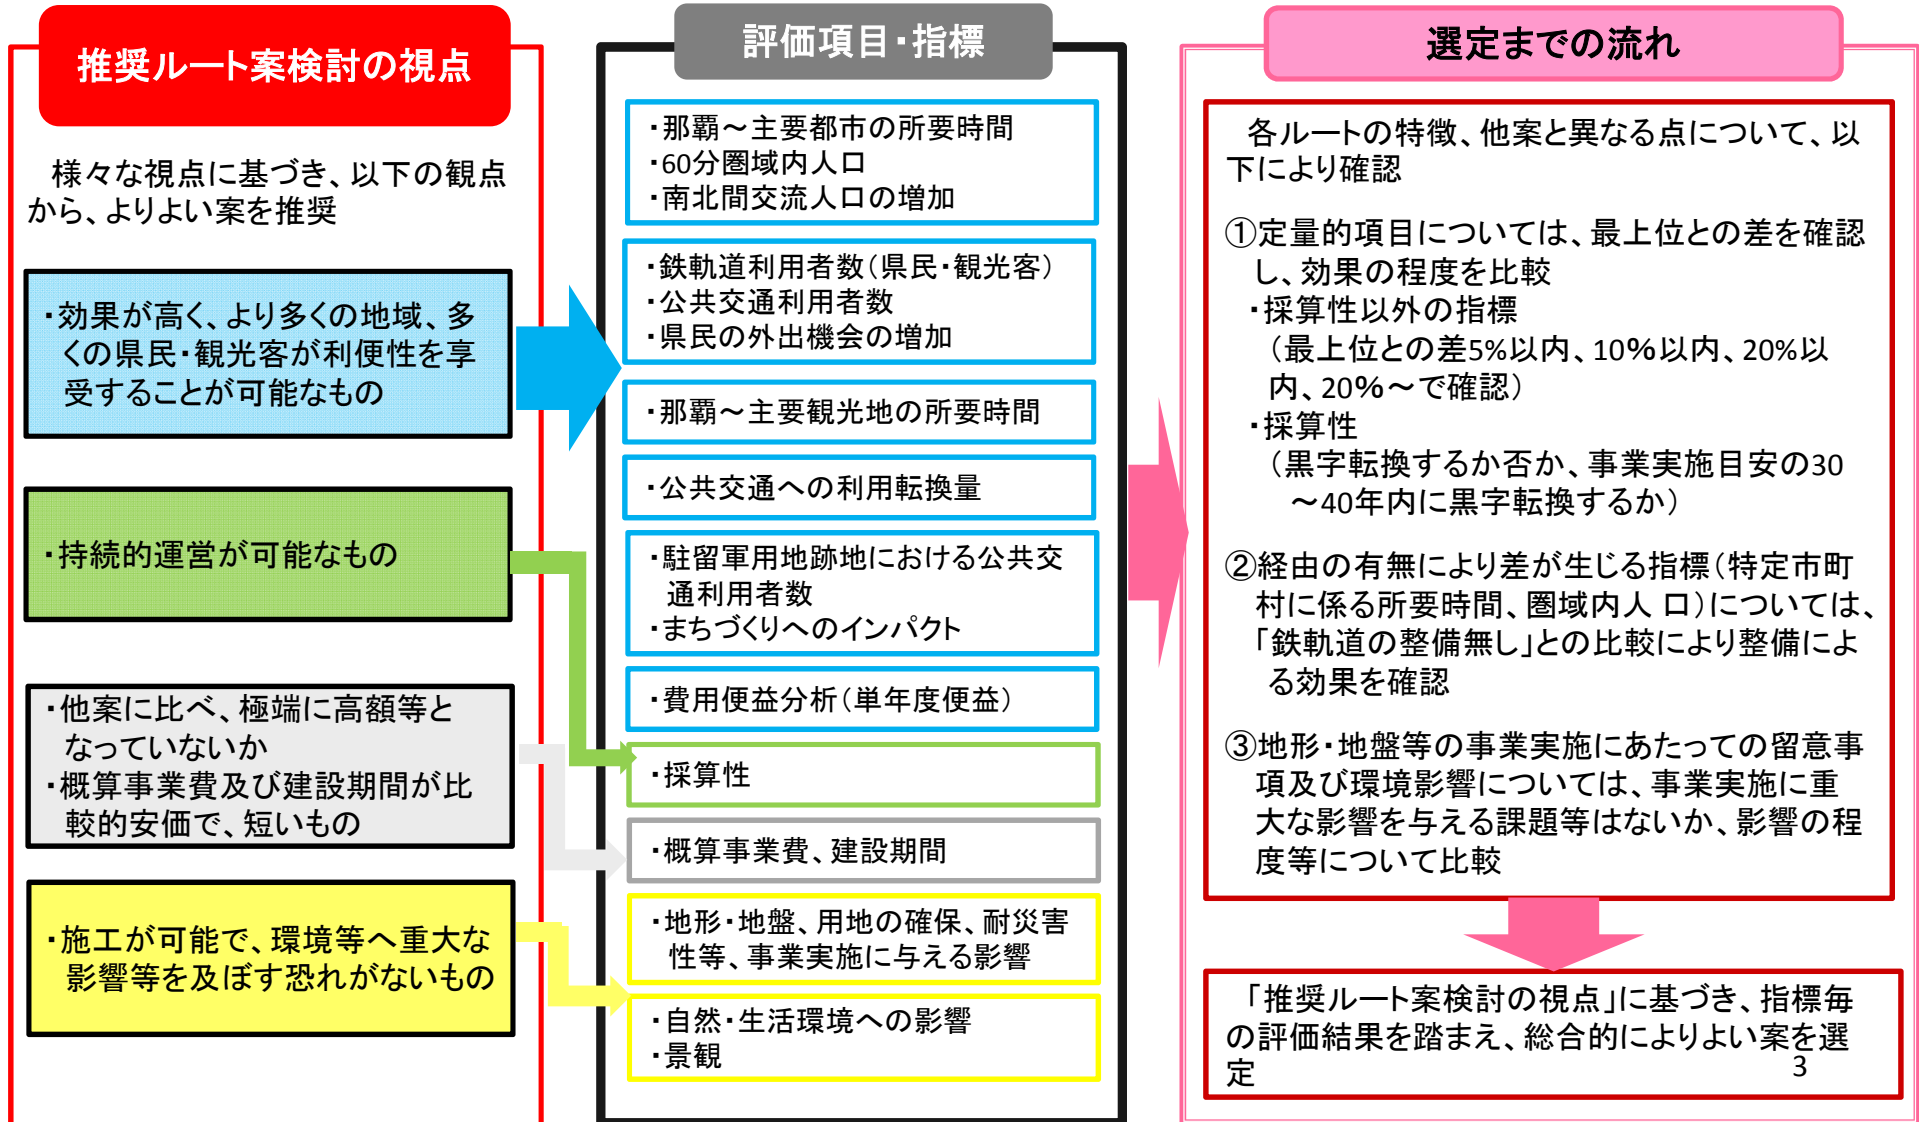 推奨ルート案検討の視点
様々な視点に基づき、以下の観点
から、よりよい案を推奨
・効果が高く、より多くの地域、多
くの県民・観光客が利便性を享
受することが可能なもの
・持続的運営が可能なもの
・他案に比べ、極端に高額等と
なっていないか
・概算事業費及び建設期間が比
較的安価で、短いもの
・施工が可能で、環境等へ重大な
影響等を及ぼす恐れがないもの
評価項目・指標
・那覇～主要都市の所要時間
・60分圏域内人口
・南北間交流人口の増加
・鉄軌道利用者数（県民・観光客）
・公共交通利用者数
・県民の外出機会の増加
・那覇～主要観光地の所要時間
・公共交通への利用転換量
・駐留軍用地跡地における公共交
通利用者数
・まちづくりへのインパクト
・費用便益分析（単年度便益）
・採算性
・概算事業費、建設期間
・地形・地盤、用地の確保、耐災害
性等、事業実施に与える影響
・自然・生活環境への影響
・景観
選定までの流れ
各ルートの特徴、他案と異なる点について、以
下により確認
①定量的項目については、最上位との差を確認
し、効果の程度を比較
・採算性以外の指標
（最上位との差5%以内、10％以内、20%以
内、20％～で確認）
・採算性
（黒字転換するか否か、事業実施目安の30
～40年内に黒字転換するか）
②経由の有無により差が生じる指標（特定市町
村に係る所要時間、圏域内人 口）については、
「鉄軌道の整備無し」との比較により整備によ
る効果を確認
③地形・地盤等の事業実施にあたっての留意事
項及び環境影響については、事業実施に重
大な影響を与える課題等はないか、影響の程
度等について比較
「推奨ルート案検討の視点」に基づき、指標毎
の評価結果を踏まえ、総合的によりよい案を選
定
3